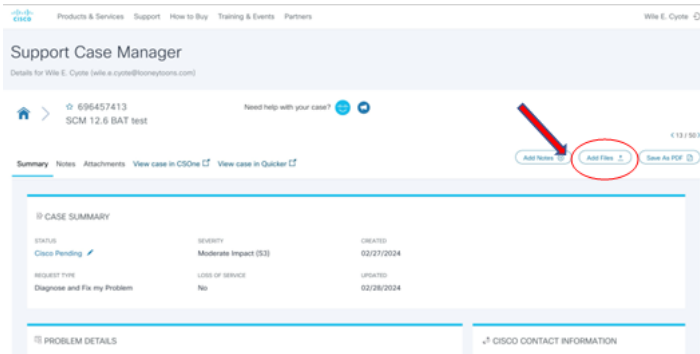 CISCO
Products & Services Support How to Buy Training & Events Partners
Wile E. Cyote
Support Case Manager
Details for Wile E. Cyote (wile.e.cyote@looneytoons.com)
696457413
SCM 12.6 BAT test
Need help with your case?
13 / 50
Summary Notes Attachments View case in CSOne View case in Quicker
Add Notes Add Files Save As PDF
CASE SUMMARY
STATUS SEVERITY CREATED
Cisco Pending Moderate Impact (S3) 02/27/2024
REQUEST TYPE LOSS OF SERVICE UPDATED
Diagnose and Fix my Problem No 02/28/2024
PROBLEM DETAILS
CISCO CONTACT INFORMATION